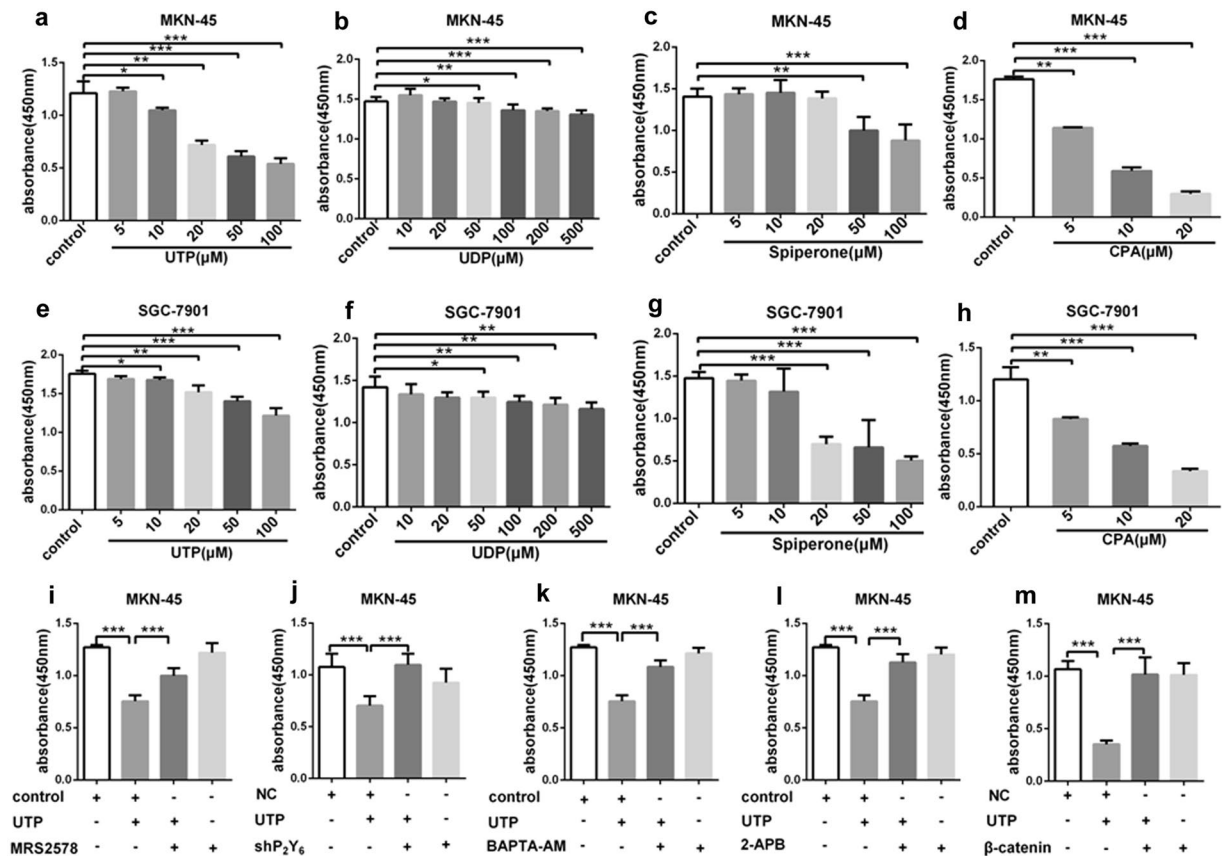 a
MKN-45
***
***
**
*
absorbance(450nm)
1.5
1.0
0.5
0.0
control
5
10
20
50
100
UTP(μM)
b
MKN-45
***
***
**
*
absorbance(450nm)
2.0
1.5
1.0
0.5
0.0
control
10
20
50
100
200
500
UDP(μM)
c
MKN-45
***
**
absorbance(450nm)
2.0
1.5
1.0
0.5
0.0
control
5
10
20
50
100
Spiperone(μM)
d
MKN-45
***
***
**
absorbance(450nm)
2.0
1.5
1.0
0.5
0.0
control
5
10
20
CPA(μM)
e
SGC-7901
***
***
**
*
absorbance(450nm)
2.0
1.5
1.0
0.5
0.0
control
5
10
20
50
100
UTP(μM)
f
SGC-7901
**
**
**
*
absorbance(450nm)
2.0
1.5
1.0
0.5
0.0
control
10
20
50
100
200
500
UDP(μM)
g
SGC-7901
***
***
***
absorbance(450nm)
2.0
1.5
1.0
0.5
0.0
control
5
10
20
50
100
Spiperone(μM)
h
SGC-7901
***
***
**
absorbance(450nm)
1.5
1.0
0.5
0.0
control
5
10
20
CPA(μM)
i
MKN-45
*** ***
absorbance(450nm)
1.5
1.0
0.5
0.0
control + + - -
UTP - + + -
MRS2578 - - + +
j
MKN-45
*** ***
absorbance(450nm)
1.5
1.0
0.5
0.0
NC + + - -
UTP - + + -
shP₂Y₆ - - + +
k
MKN-45
*** ***
absorbance(450nm)
1.5
1.0
0.5
0.0
control + + - -
UTP - + + -
BAPTA-AM - - + +
l
MKN-45
*** ***
absorbance(450nm)
1.5
1.0
0.5
0.0
control + + - -
UTP - + + -
2-APB - - + +
m
MKN-45
*** ***
absorbance(450nm)
1.5
1.0
0.5
0.0
NC + + - -
UTP - + + -
β-catenin - - + +